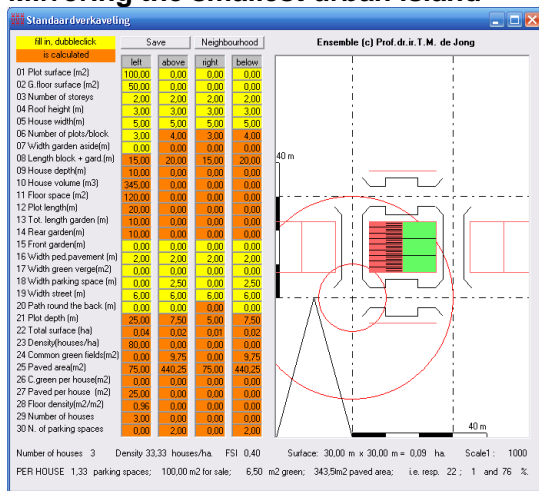 Mirroring the smallest urban island
Standaardverkaveling
fill in, dubbleclick Save Neighbourhood Ensemble (c) Prof.dr.ir.T.M. de Jong
is calculated left above right below
01 Plot surface (m2) 100,00 0,00 0,00 0,00
02 G.floor surface (m2) 50,00 0,00 0,00 0,00
03 Number of storeys 2,00 2,00 2,00 2,00
04 Roof height (m) 3,00 3,00 3,00 3,00
05 House width(m) 5,00 5,00 5,00 5,00
06 Number of plots/block 3,00 4,00 3,00 4,00
07 Width garden aside(m) 0,00 0,00 0,00 0,00
08 Length block + gard.(m) 15,00 20,00 15,00 20,00
09 House depth(m) 10,00 0,00 0,00 0,00
10 House volume (m3) 345,00 0,00 0,00 0,00
11 Floor space (m2) 120,00 0,00 0,00 0,00
12 Plot length(m) 20,00 0,00 0,00 0,00
13 Tot. length garden (m) 10,00 0,00 0,00 0,00
14 Rear garden(m) 10,00 0,00 0,00 0,00
15 Front garden(m) 0,00 0,00 0,00 0,00
16 Width ped.pavement (m) 2,00 2,00 2,00 2,00
17 Width green verge(m2) 0,00 0,00 0,00 0,00
18 Width parking space (m) 0,00 2,50 0,00 2,50
19 Width street (m) 6,00 6,00 6,00 6,00
20 Path round the back (m) 0,00 0,00 0,00 0,00
21 Plot depth (m) 25,00 7,50 5,00 7,50
22 Total surface (ha) 0,04 0,02 0,01 0,02
23 Density(houses/ha) 80,00 0,00 0,00 0,00
24 Common green fields(m2) 0,00 9,75 0,00 9,75
25 Paved area(m2) 75,00 440,25 75,00 440,25
26 C.green per house(m2) 0,00 0,00 0,00 0,00
27 Paved per house (m2) 25,00 0,00 0,00 0,00
28 Floor density(m2/m2) 0,96 0,00 0,00 0,00
29 Number of houses 3,00 0,00 0,00 0,00
30 N. of parking spaces 0,00 2,00 0,00 2,00
40 m
40 m
Number of houses 3 Density 33,33 houses/ha. FSI 0,40 Surface: 30,00 m x 30,00 m = 0,09 ha. Scale1 : 1000
PER HOUSE 1,33 parking spaces; 100,00 m2 for sale; 6,50 m2 green; 343,5m2 paved area; i.e. resp. 22 ; 1 and 76 %.